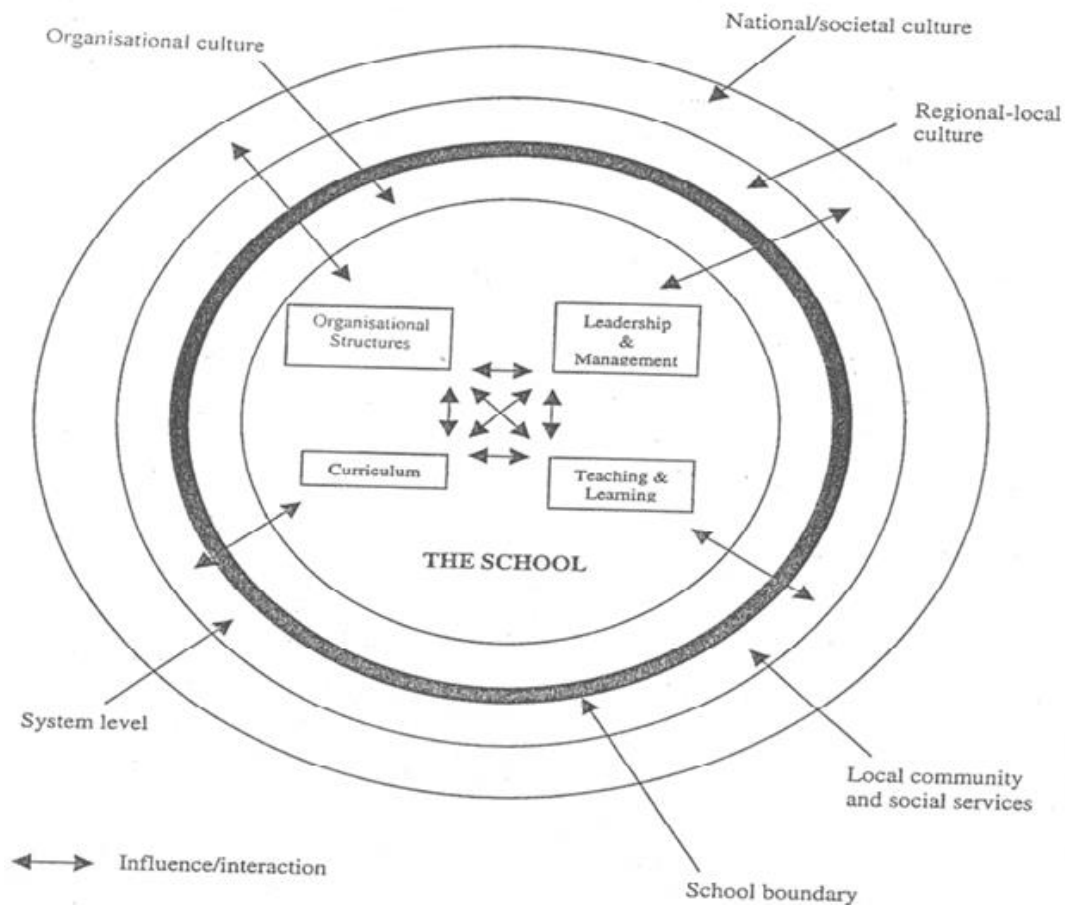 National/societal culture
Organisational culture
Regional-local
culture
Organisational
Structures
Leadership
&
Management
Curriculum
Teaching &
Learning
THE SCHOOL
System level
Local community
and social services
Influence/interaction
School boundary